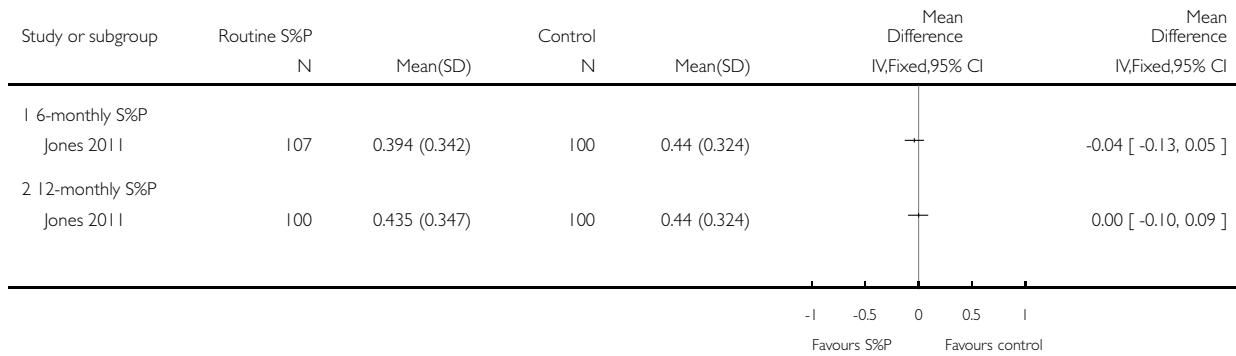 Study or subgroup Routine S%P Control Mean Difference Mean Difference
N Mean(SD) N Mean(SD) IV,Fixed,95% CI IV,Fixed,95% CI
1 6-monthly S%P
Jones 2011 107 0.394 (0.342) 100 0.44 (0.324) -0.04 [ -0.13, 0.05 ]
2 12-monthly S%P
Jones 2011 100 0.435 (0.347) 100 0.44 (0.324) 0.00 [ -0.10, 0.09 ]
-1 -0.5 0 0.5 1
Favours S%P Favours control